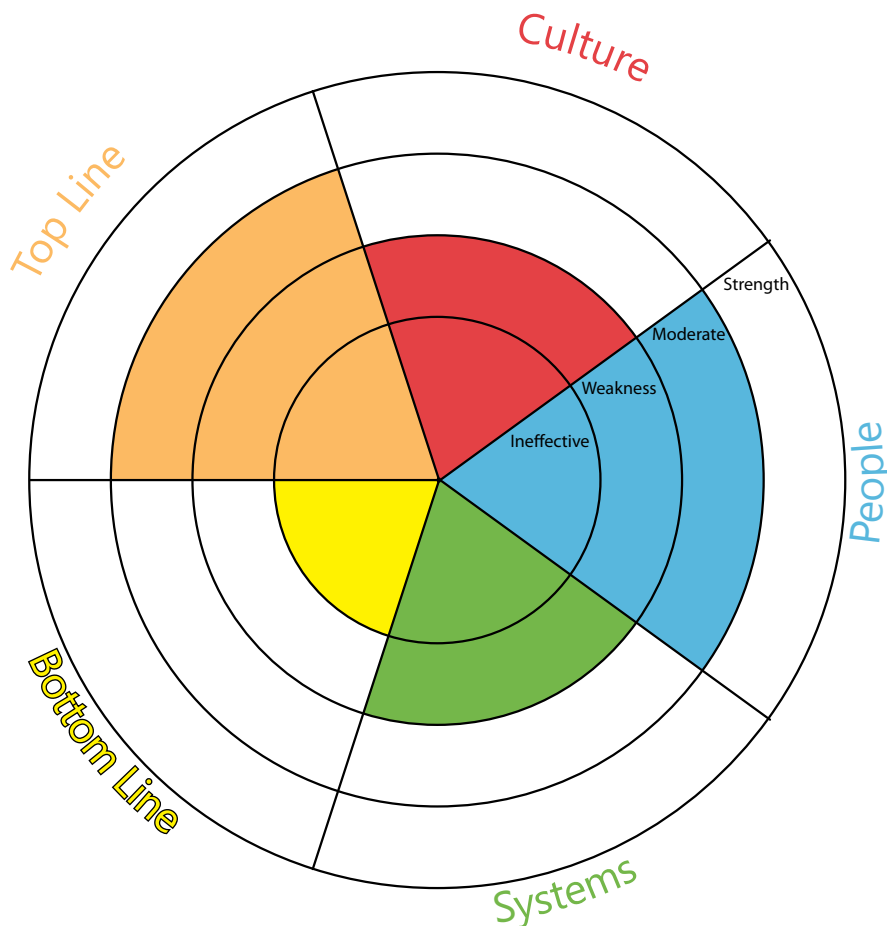 Culture
Top Line
Strength
Moderate
Weakness
Ineffective
People
Bottom Line
Systems